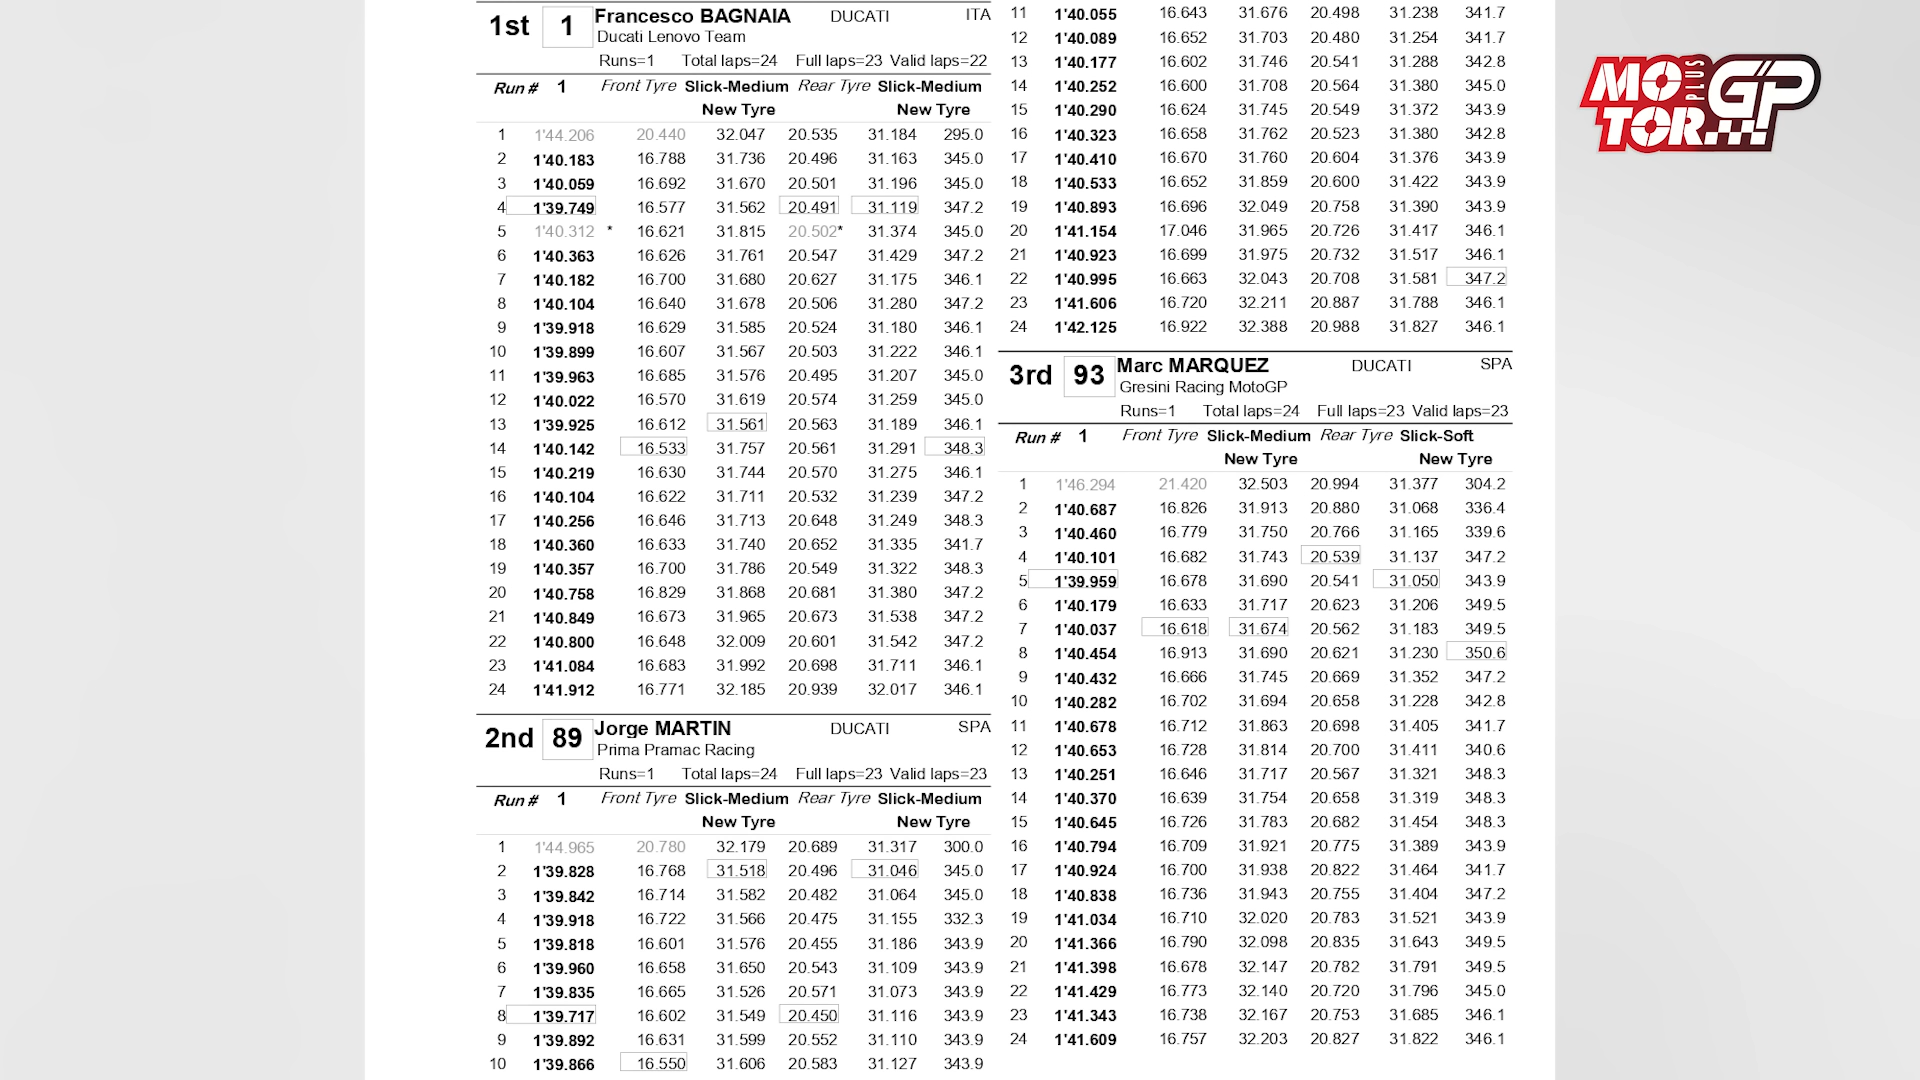 1st 1 Francesco BAGNAIA DUCATI ITA
Ducati Lenovo Team
Runs=1 Total laps=24 Full laps=23 Valid laps=22
Run # 1 Front Tyre Slick-Medium Rear Tyre Slick-Medium
New Tyre New Tyre
1 1'44.206 20.440 32.047 20.535 31.184 295.0
2 1'40.183 16.788 31.736 20.496 31.163 345.0
3 1'40.059 16.692 31.670 20.501 31.196 345.0
4 1'39.749 16.577 31.562 20.491 31.119 347.2
5 1'40.312 * 16.621 31.815 20.502* 31.374 345.0
6 1'40.363 16.626 31.761 20.547 31.429 347.2
7 1'40.182 16.700 31.680 20.627 31.175 346.1
8 1'40.104 16.640 31.678 20.506 31.280 347.2
9 1'39.918 16.629 31.585 20.524 31.180 346.1
10 1'39.899 16.607 31.567 20.503 31.222 346.1
11 1'39.963 16.685 31.576 20.495 31.207 345.0
12 1'40.022 16.570 31.619 20.574 31.259 345.0
13 1'39.925 16.612 31.561 20.563 31.189 346.1
14 1'40.142 16.533 31.757 20.561 31.291 348.3
15 1'40.219 16.630 31.744 20.570 31.275 346.1
16 1'40.104 16.622 31.711 20.532 31.239 347.2
17 1'40.256 16.646 31.713 20.648 31.249 348.3
18 1'40.360 16.633 31.740 20.652 31.335 341.7
19 1'40.357 16.700 31.786 20.549 31.322 348.3
20 1'40.758 16.829 31.868 20.681 31.380 347.2
21 1'40.849 16.673 31.965 20.673 31.538 347.2
22 1'40.800 16.648 32.009 20.601 31.542 347.2
23 1'41.084 16.683 31.992 20.698 31.711 346.1
24 1'41.912 16.771 32.185 20.939 32.017 346.1
2nd 89 Jorge MARTIN DUCATI SPA
Prima Pramac Racing
Runs=1 Total laps=24 Full laps=23 Valid laps=23
Run # 1 Front Tyre Slick-Medium Rear Tyre Slick-Medium
New Tyre New Tyre
1 1'44.965 20.780 32.179 20.689 31.317 300.0
2 1'39.828 16.768 31.518 20.496 31.046 345.0
3 1'39.842 16.714 31.582 20.482 31.064 345.0
4 1'39.918 16.722 31.566 20.475 31.155 332.3
5 1'39.818 16.601 31.576 20.455 31.186 343.9
6 1'39.960 16.658 31.650 20.543 31.109 343.9
7 1'39.835 16.665 31.526 20.571 31.073 343.9
8 1'39.717 16.602 31.549 20.450 31.116 343.9
9 1'39.892 16.631 31.599 20.552 31.110 343.9
10 1'39.866 16.550 31.606 20.583 31.127 343.9
11 1'40.055 16.643 31.676 20.498 31.238 341.7
12 1'40.089 16.652 31.703 20.480 31.254 341.7
13 1'40.177 16.602 31.746 20.541 31.288 342.8
14 1'40.252 16.600 31.708 20.564 31.380 345.0
15 1'40.290 16.624 31.745 20.549 31.372 343.9
16 1'40.323 16.658 31.762 20.523 31.380 342.8
17 1'40.410 16.670 31.760 20.604 31.376 343.9
18 1'40.533 16.652 31.859 20.600 31.422 343.9
19 1'40.893 16.696 32.049 20.758 31.390 343.9
20 1'41.154 17.046 31.965 20.726 31.417 346.1
21 1'40.923 16.699 31.975 20.732 31.517 346.1
22 1'40.995 16.663 32.043 20.708 31.581 347.2
23 1'41.606 16.720 32.211 20.887 31.788 346.1
24 1'42.125 16.922 32.388 20.988 31.827 346.1
3rd 93 Marc MARQUEZ DUCATI SPA
Gresini Racing MotoGP
Runs=1 Total laps=24 Full laps=23 Valid laps=23
Run # 1 Front Tyre Slick-Medium Rear Tyre Slick-Soft
New Tyre New Tyre
1 1'46.294 21.420 32.503 20.994 31.377 304.2
2 1'40.687 16.826 31.913 20.880 31.068 336.4
3 1'40.460 16.779 31.750 20.766 31.165 339.6
4 1'40.101 16.682 31.743 20.539 31.137 347.2
5 1'39.959 16.678 31.690 20.541 31.050 343.9
6 1'40.179 16.633 31.717 20.623 31.206 349.5
7 1'40.037 16.618 31.674 20.562 31.183 349.5
8 1'40.454 16.913 31.690 20.621 31.230 350.6
9 1'40.432 16.666 31.745 20.669 31.352 347.2
10 1'40.282 16.702 31.694 20.658 31.228 342.8
11 1'40.678 16.712 31.863 20.698 31.405 341.7
12 1'40.653 16.728 31.814 20.700 31.411 340.6
13 1'40.251 16.646 31.717 20.567 31.321 348.3
14 1'40.370 16.639 31.754 20.658 31.319 348.3
15 1'40.645 16.726 31.783 20.682 31.454 348.3
16 1'40.794 16.709 31.921 20.775 31.389 343.9
17 1'40.924 16.700 31.938 20.822 31.464 341.7
18 1'40.838 16.736 31.943 20.755 31.404 347.2
19 1'41.034 16.710 32.020 20.783 31.521 343.9
20 1'41.366 16.790 32.098 20.835 31.643 349.5
21 1'41.398 16.678 32.147 20.782 31.791 349.5
22 1'41.429 16.773 32.140 20.720 31.796 345.0
23 1'41.343 16.738 32.167 20.753 31.685 346.1
24 1'41.609 16.757 32.203 20.827 31.822 346.1
MOTOR PLUS GP